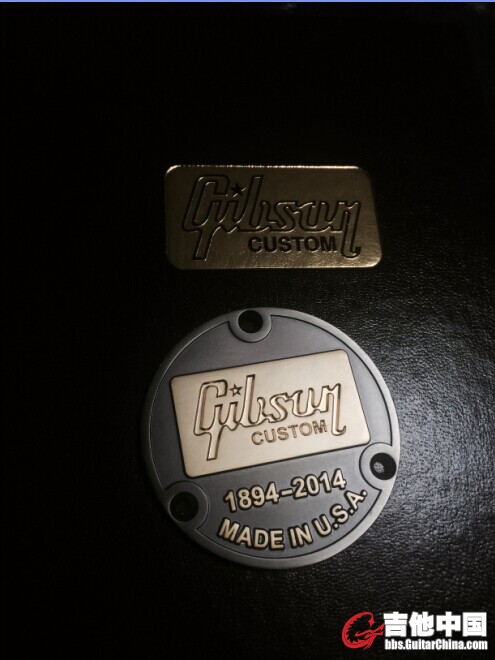 Gibson
CUSTOM
Gibson
CUSTOM
1894-2014
MADE IN U.S.A.
吉他中国
bbs.GuitarChina.com